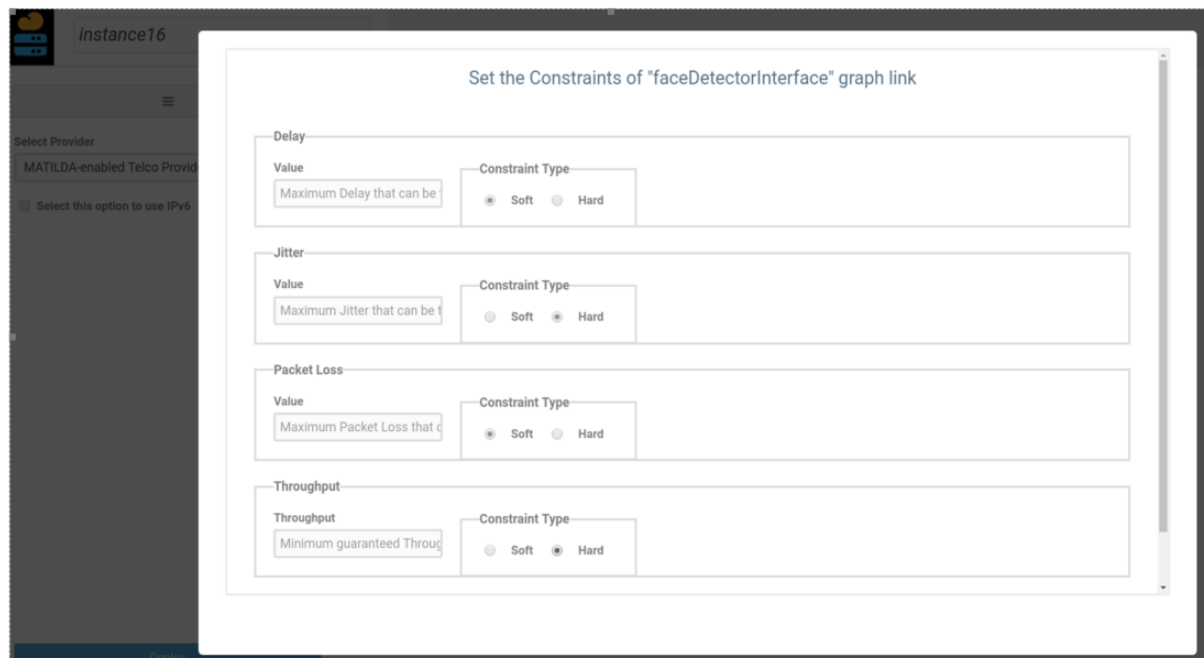 instance16
Select Provider
MATILDA-enabled Telco Provid
Select this option to use IPv6
Set the Constraints of "faceDetectorInterface" graph link
Delay
Value
Constraint Type
Maximum Delay that can be
Soft Hard
Jitter
Value
Constraint Type
Maximum Jitter that can be t
Soft Hard
Packet Loss
Value
Constraint Type
Maximum Packet Loss that c
Soft Hard
Throughput
Throughput
Constraint Type
Minimum guaranteed Throug
Soft Hard
Deploy